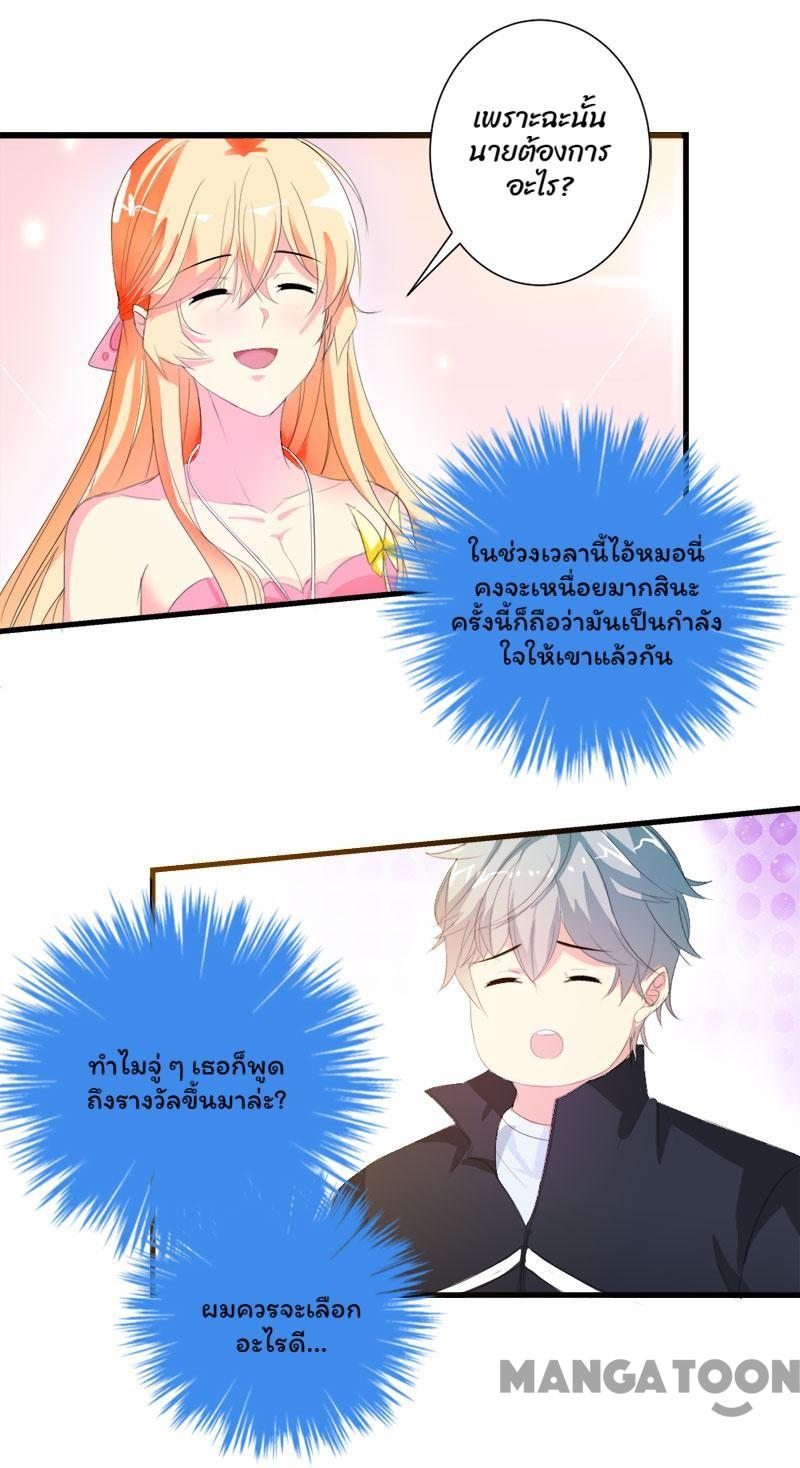 เพราะฉะนั้น
นายต้องการ
อะไร?
ในช่วงเวลานี้ไอ้หมอนี่
คงจะเหนื่อยมากสินะ
ครั้งนี้ก็ถือว่ามันเป็นกำลัง
ใจให้เขาแล้วกัน
ทำไมจู่ ๆ เธอก็พูด
ถึงรางวัลขึ้นมาล่ะ?
ผมควรจะเลือก
อะไรดี...
MANGATOON